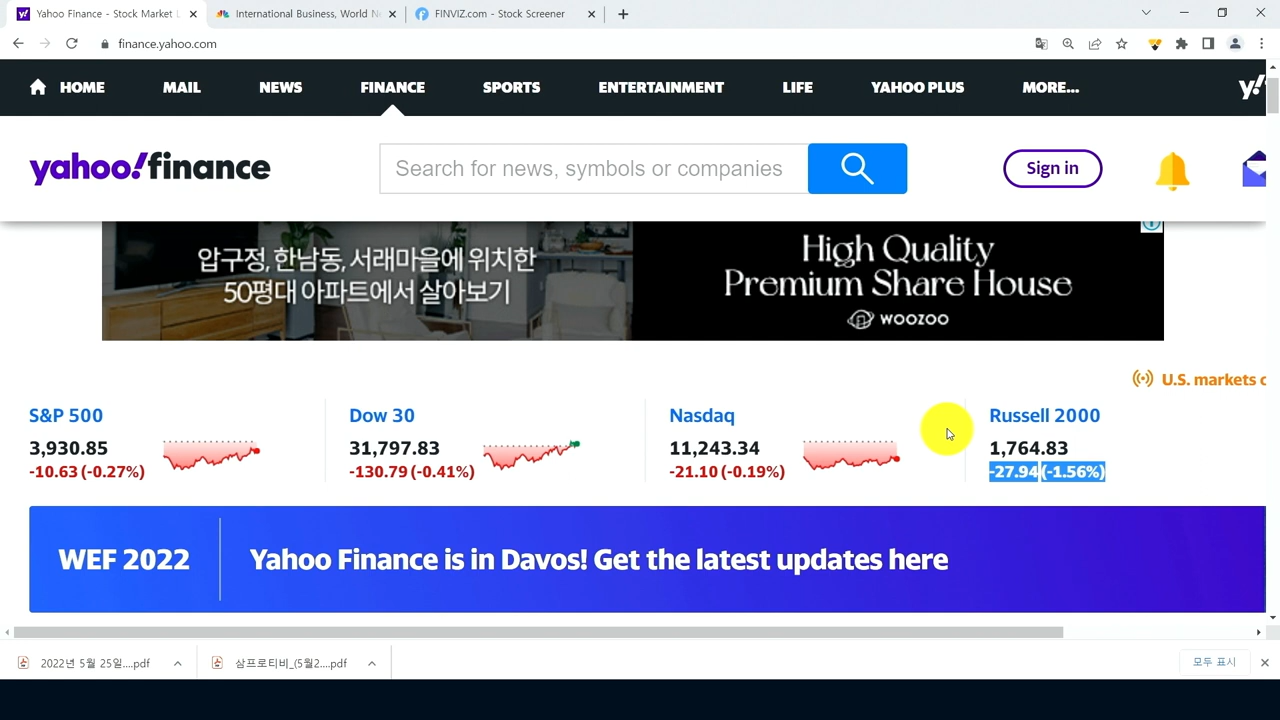 Yahoo Finance - Stock Market
International Business, World N
FINVIZ.com - Stock Screener
finance.yahoo.com
HOME
MAIL
NEWS
FINANCE
SPORTS
ENTERTAINMENT
LIFE
YAHOO PLUS
MORE...
y!
yahoo!finance
Search for news, symbols or companies
Sign in
압구정, 한남동, 서래마을에 위치한
50평대 아파트에서 살아보기
High Quality
Premium Share House
WOOZOO
U.S. markets c
S&P 500
3,930.85
-10.63 (-0.27%)
Dow 30
31,797.83
-130.79 (-0.41%)
Nasdaq
11,243.34
-21.10 (-0.19%)
Russell 2000
1,764.83
-27.94 (-1.56%)
WEF 2022
Yahoo Finance is in Davos! Get the latest updates here
2022년 5월 25일....pdf
삼프로티비_(5월2....pdf
모두 표시